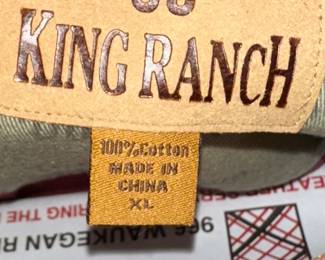 KING RANCH
100% Cotton
MADE IN
CHINA
XL
966 WAUKEGAN R